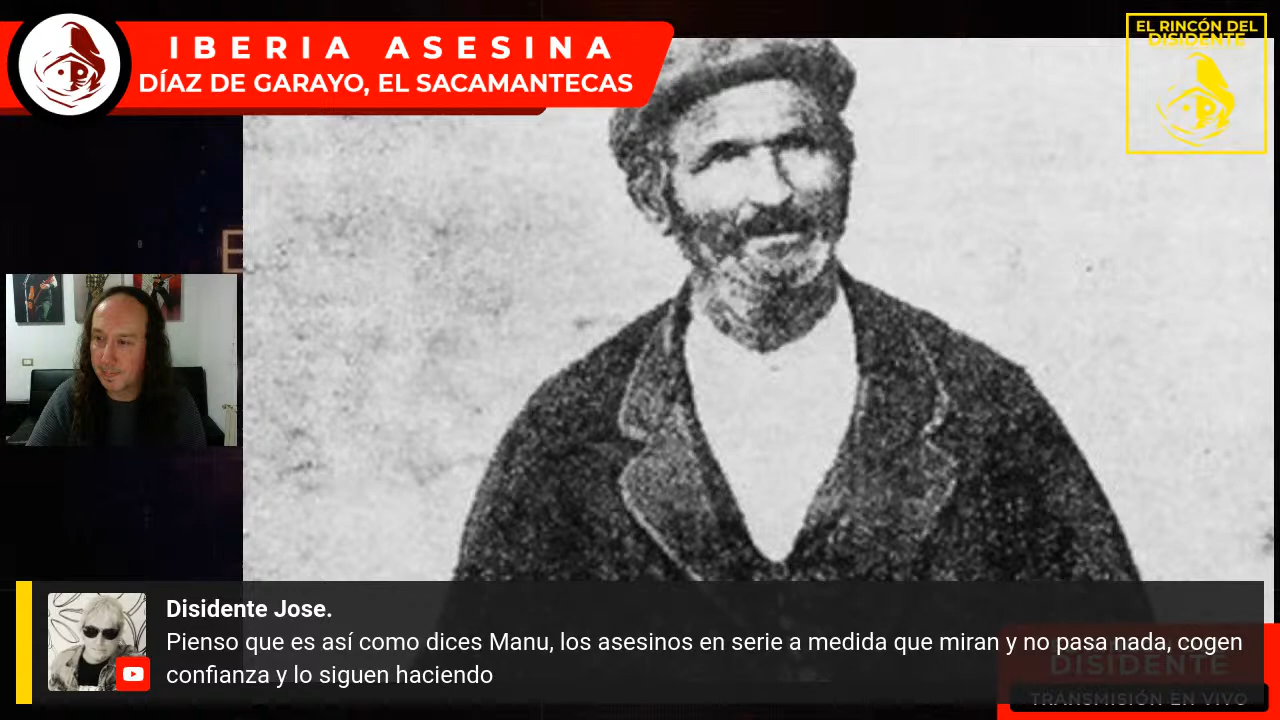 IBERIA ASESINA
DÍAZ DE GARAYO, EL SACAMANTECAS
EL RINCÓN DEL
DISIDENTE
Disidente Jose.
Pienso que es así como dices Manu, los asesinos en serie a medida que miran y no pasa nada, cogen
confianza y lo siguen haciendo
DISIDENTE
TRANSMISIÓN EN VIVO